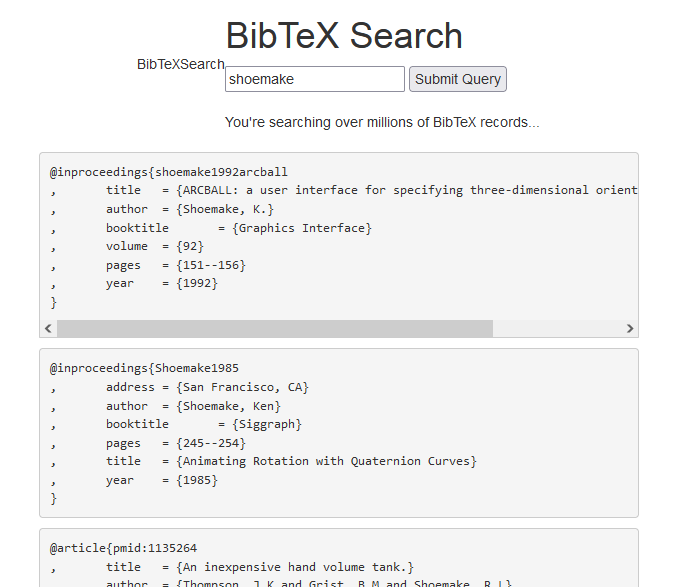 BibTeX Search
BibTeXSearch
shoemake
Submit Query
You're searching over millions of BibTeX records...
@inproceedings{shoemake1992arcball
, title = {ARCBALL: a user interface for specifying three-dimensional orient
, author = {Shoemake, K.}
, booktitle = {Graphics Interface}
, volume = {92}
, pages = {151--156}
, year = {1992}
}
@inproceedings{Shoemake1985
, address = {San Francisco, CA}
, author = {Shoemake, Ken}
, booktitle = {Siggraph}
, pages = {245--254}
, title = {Animating Rotation with Quaternion Curves}
, year = {1985}
}
@article{pmid:1135264
, title = {An inexpensive hand volume tank.}
, author = {Thompson, J K and Grist, B M and Shoemake, R L},